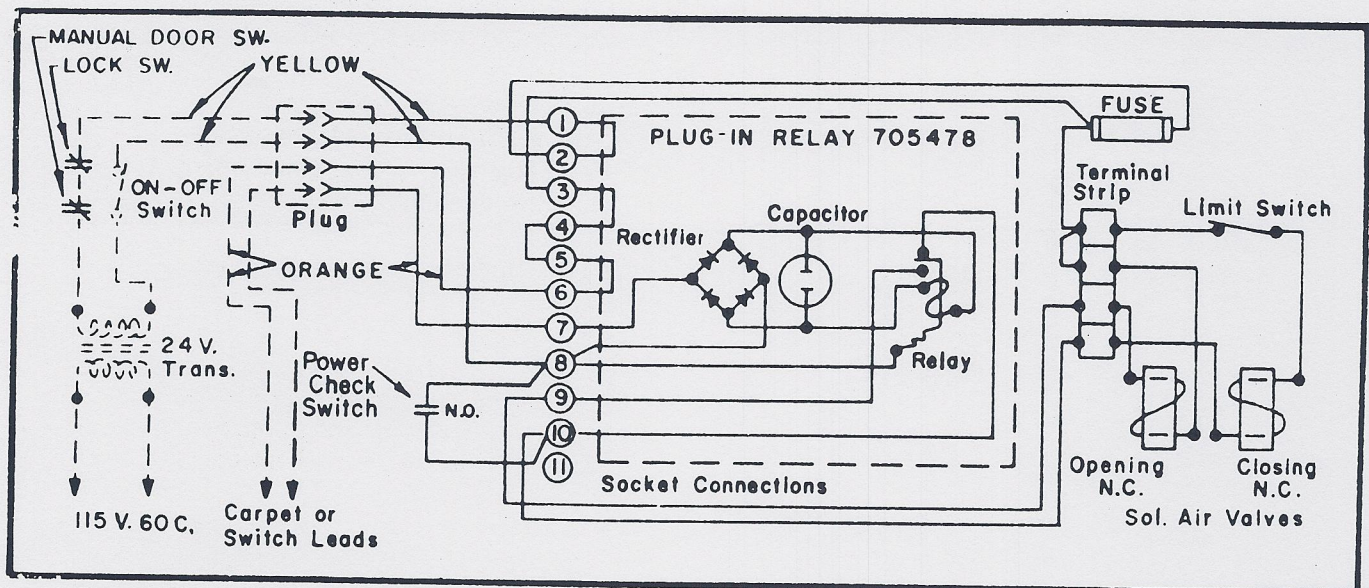 MANUAL DOOR SW.
LOCK SW.
YELLOW
FUSE
PLUG-IN RELAY 705478
1
2
3
4
5
6
7
8
9
10
11
ON-OFF
Switch
Plug
ORANGE
Rectifier
Capacitor
Terminal
Strip
Limit Switch
24 V.
Trans.
Power
Check
Switch
N.O.
Relay
Socket Connections
Opening
N.C.
Closing
N.C.
Sol. Air Valves
115 V. 60 C.
Carpet or
Switch Leads